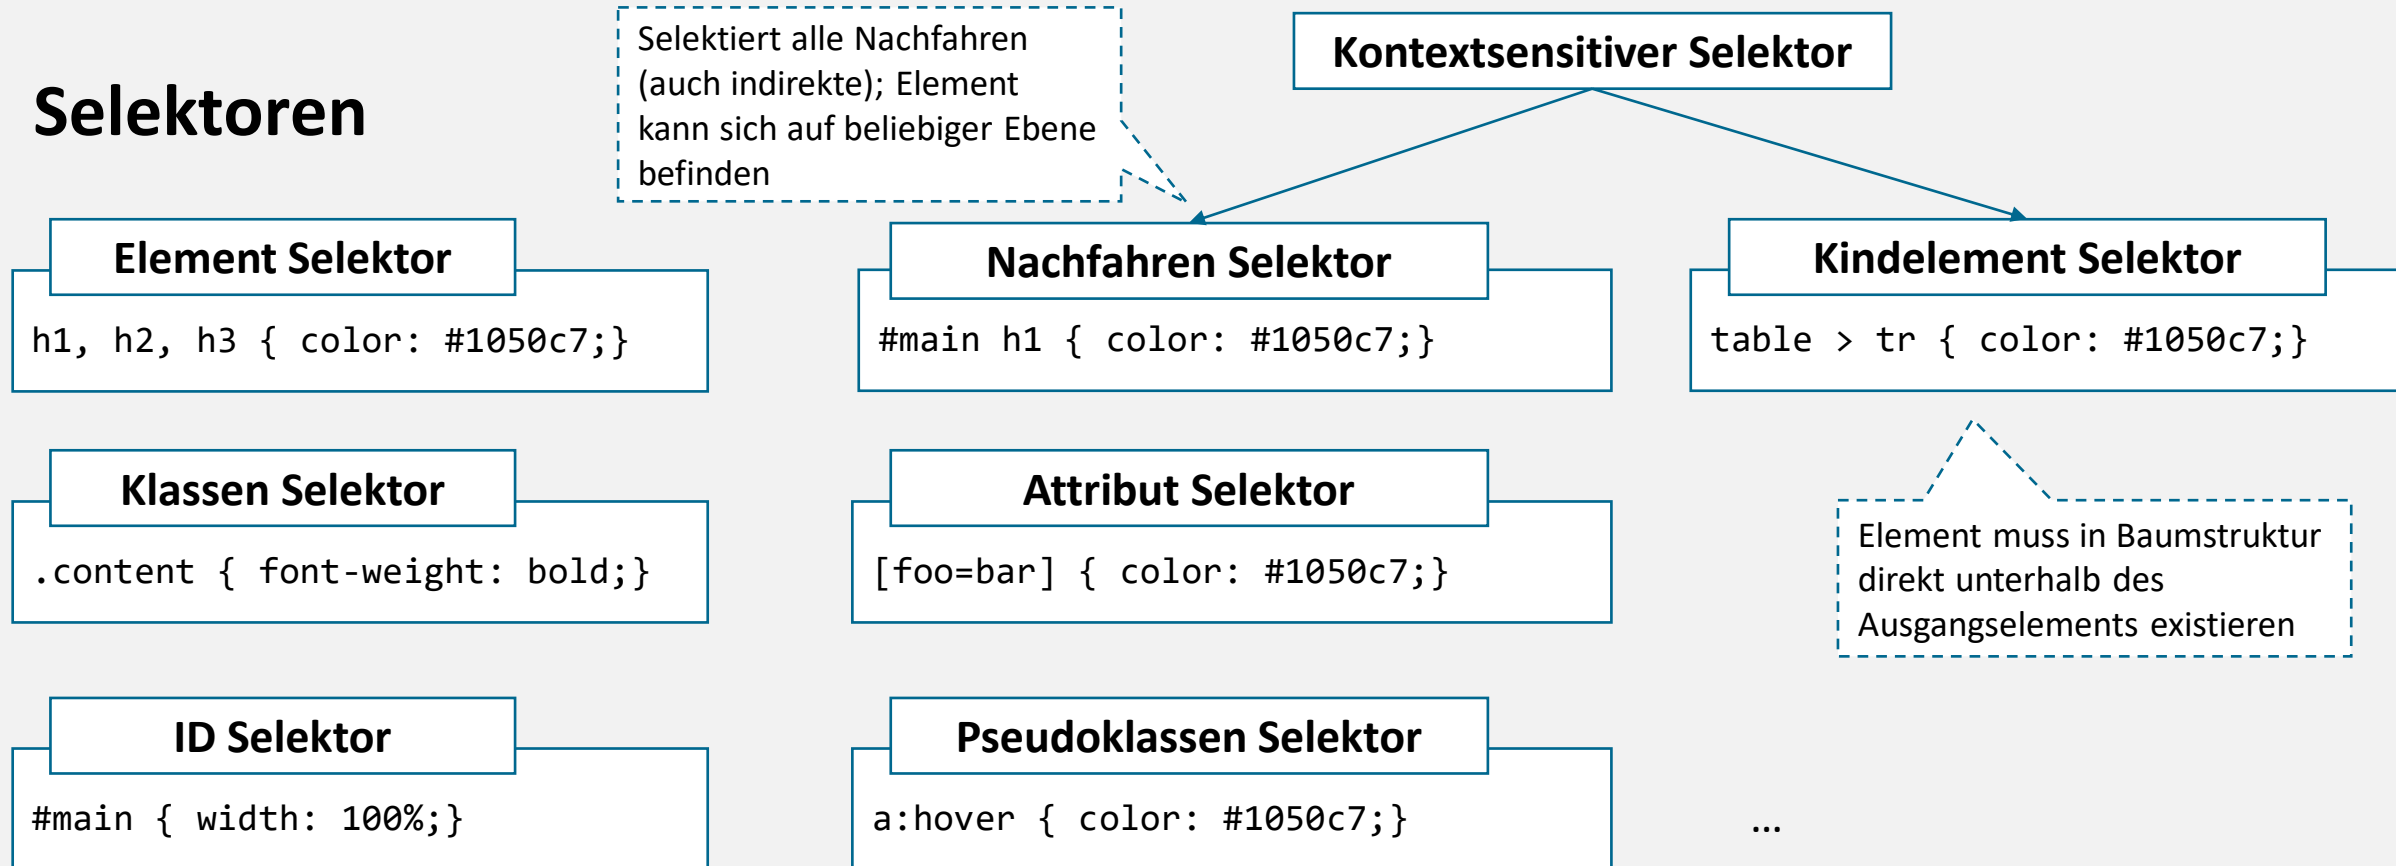 Selektoren
Selektiert alle Nachfahren
(auch indirekte); Element
kann sich auf beliebiger Ebene
befinden
Kontextsensitiver Selektor
Element Selektor
h1, h2, h3 { color: #1050c7;}
Nachfahren Selektor
#main h1 { color: #1050c7;}
Kindelement Selektor
table > tr { color: #1050c7;}
Klassen Selektor
.content { font-weight: bold;}
Attribut Selektor
[foo=bar] { color: #1050c7;}
Element muss in Baumstruktur
direkt unterhalb des
Ausgangselements existieren
ID Selektor
#main { width: 100%;}
Pseudoklassen Selektor
a:hover { color: #1050c7;}
...